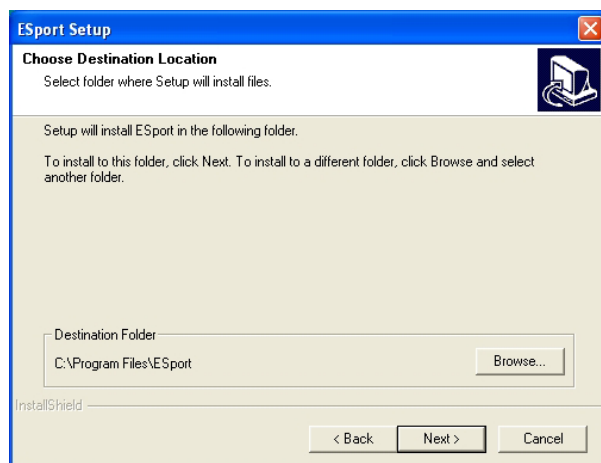 ESport Setup
Choose Destination Location
Select folder where Setup will install files.
Setup will install ESport in the following folder.
To install to this folder, click Next. To install to a different folder, click Browse and select
another folder.
Destination Folder
C:\Program Files\ESport
Browse...
InstallShield
< Back
Next >
Cancel